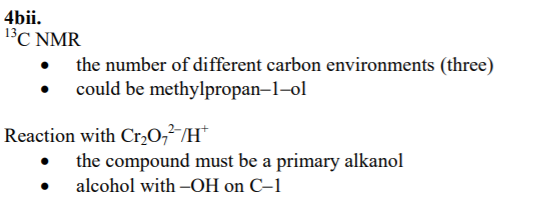 4bii.
¹³C NMR
• the number of different carbon environments (three)
• could be methylpropan–1–ol
Reaction with Cr₂O₇²⁻/H⁺
• the compound must be a primary alkanol
• alcohol with –OH on C–1